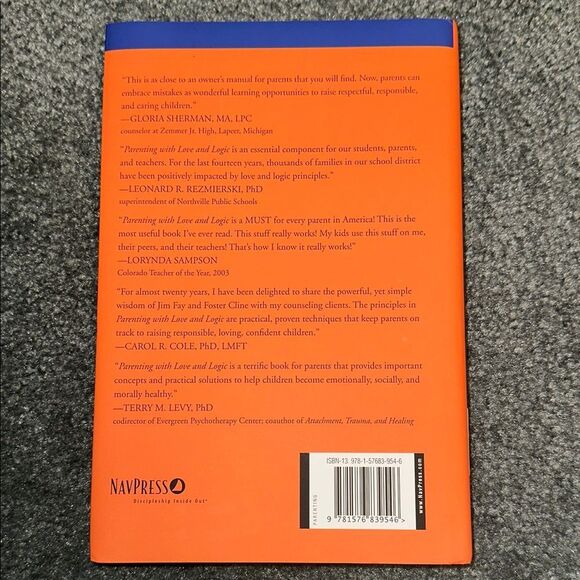 “This is as close to an owner’s manual for parents that you will find. Now, parents can
embrace mistakes as wonderful learning opportunities to raise respectful, responsible,
and caring children.”
—GLORIA SHERMAN, MA, LPC
counselor at Zemmer Jr. High, Lapeer, Michigan
“Parenting with Love and Logic is an essential component for our students, parents,
and teachers. For the last fourteen years, thousands of families in our school district
have been positively impacted by love and logic principles.”
—LEONARD R. REZMIERSKI, PhD
superintendent of Northville Public Schools
“Parenting with Love and Logic is a MUST for every parent in America! This is the
most useful book I’ve ever read. This stuff really works! My kids use this stuff on me,
their peers, and their teachers! That’s how I know it really works!”
—LORYNDA SAMPSON
Colorado Teacher of the Year, 2003
“For almost twenty years, I have been delighted to share the powerful, yet simple
wisdom of Jim Fay and Foster Cline with my counseling clients. The principles in
Parenting with Love and Logic are practical, proven techniques that keep parents on
track to raising responsible, loving, confident children.”
—CAROL R. COLE, PhD, LMFT
“Parenting with Love and Logic is a terrific book for parents that provides important
concepts and practical solutions to help children become emotionally, socially, and
morally healthy.”
—TERRY M. LEVY, PhD
codirector of Evergreen Psychotherapy Center; coauthor of Attachment, Trauma, and Healing
NAVPRESS
Discipleship Inside Out®
PARENTING
ISBN-13 978-1-57683-954-6
9 781576 839546>
www.NavPress.com